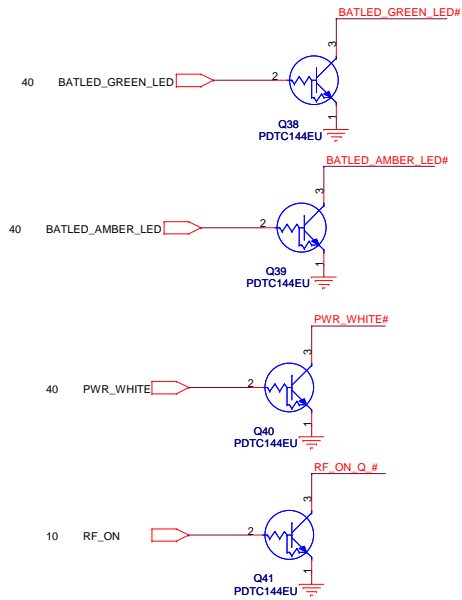 BATLED_GREEN_LED#
3
40 BATLED_GREEN_LED 2
1
Q38
PDTC144EU
BATLED_AMBER_LED#
3
40 BATLED_AMBER_LED 2
1
Q39
PDTC144EU
PWR_WHITE#
3
40 PWR_WHITE 2
1
Q40
PDTC144EU
RF_ON_Q_#
3
10 RF_ON 2
1
Q41
PDTC144EU